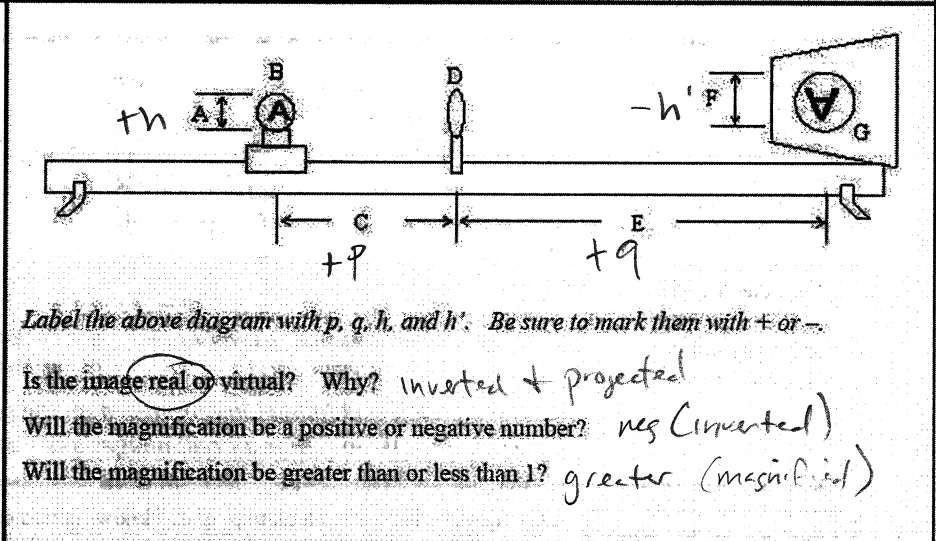 B
D
+h A A
-h' F ∀ G
C
E
+p
+q
Label the above diagram with p, q, h, and h'. Be sure to mark them with + or –.
Is the image real or virtual? Why? inverted + projected
Will the magnification be a positive or negative number? neg (inverted)
Will the magnification be greater than or less than 1? greater (magnified)